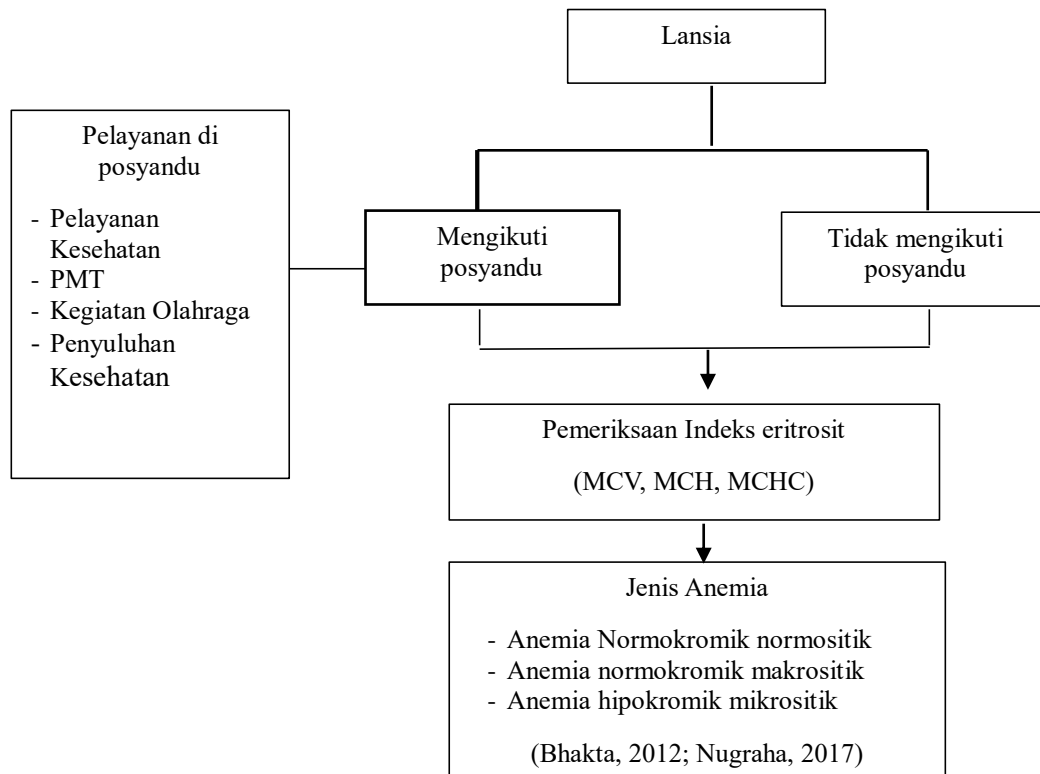 Lansia
Pelayanan di
posyandu
- Pelayanan
Kesehatan
- PMT
- Kegiatan Olahraga
- Penyuluhan
Kesehatan
Mengikuti
posyandu
Tidak mengikuti
posyandu
Pemeriksaan Indeks eritrosit
(MCV, MCH, MCHC)
Jenis Anemia
- Anemia Normokromik normositik
- Anemia normokromik makrositik
- Anemia hipokromik mikrositik
(Bhakta, 2012; Nugraha, 2017)